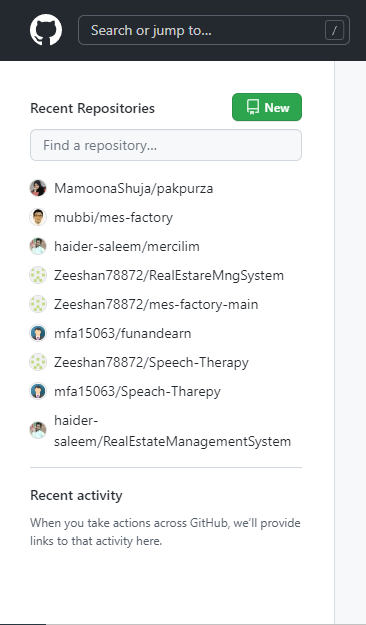 Search or jump to...
/
Recent Repositories
New
Find a repository...
MamoonaShuja/pakpurza
mubbi/mes-factory
haider-saleem/mercilim
Zeeshan78872/RealEstareMngSystem
Zeeshan78872/mes-factory-main
mfa15063/funandearn
Zeeshan78872/Speech-Therapy
mfa15063/Speach-Tharepy
haider-
saleem/RealEstateManagementSystem
Recent activity
When you take actions across GitHub, we'll provide
links to that activity here.